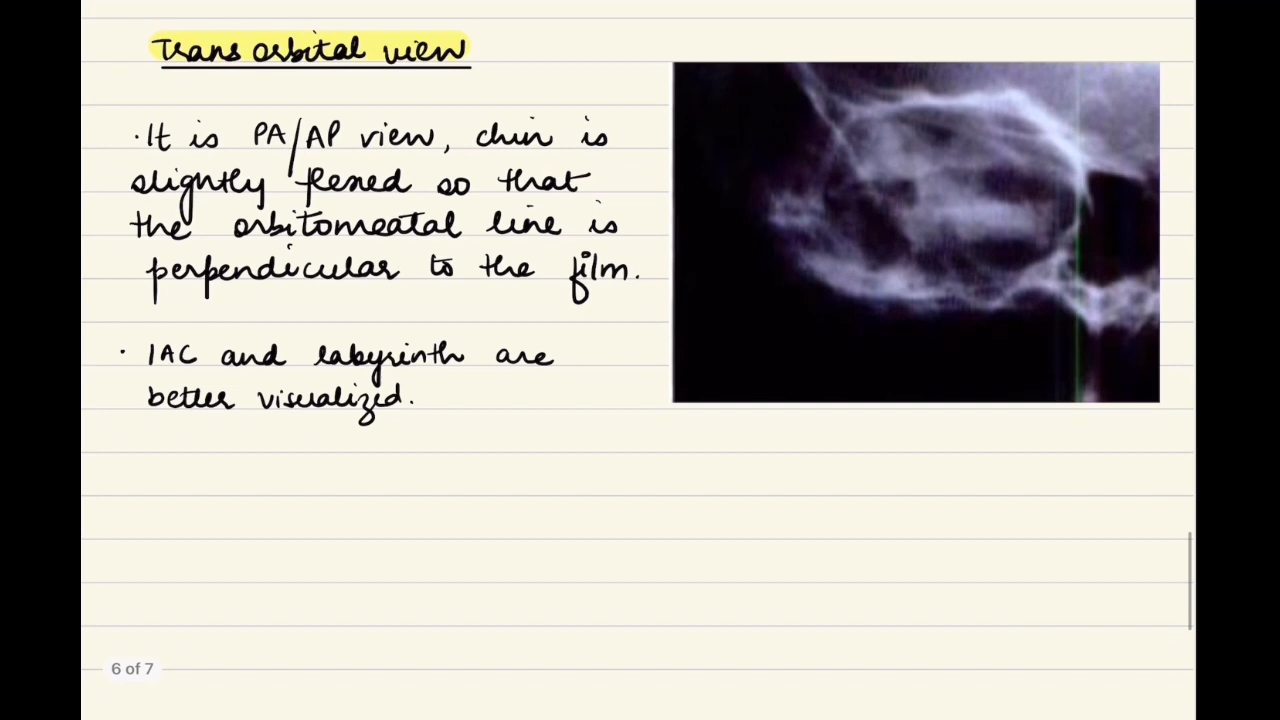 Trans orbital view
· It is PA/AP view, chin is
slightly flexed so that
the orbitomeatal line is
perpendicular to the film.
· IAC and labyrinth are
better visualized.
6 of 7